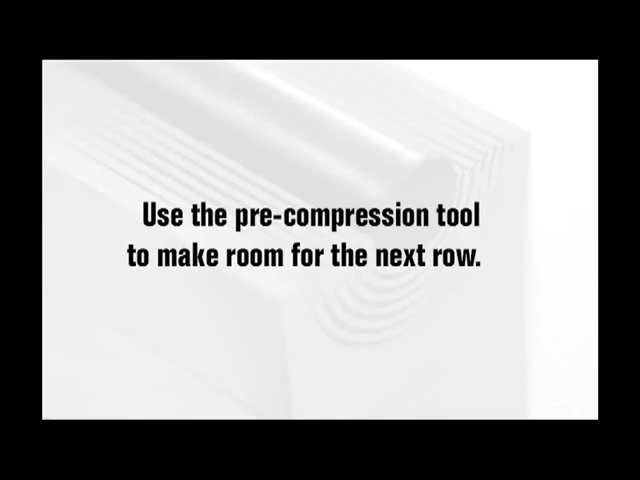 Use the pre-compression tool
to make room for the next row.